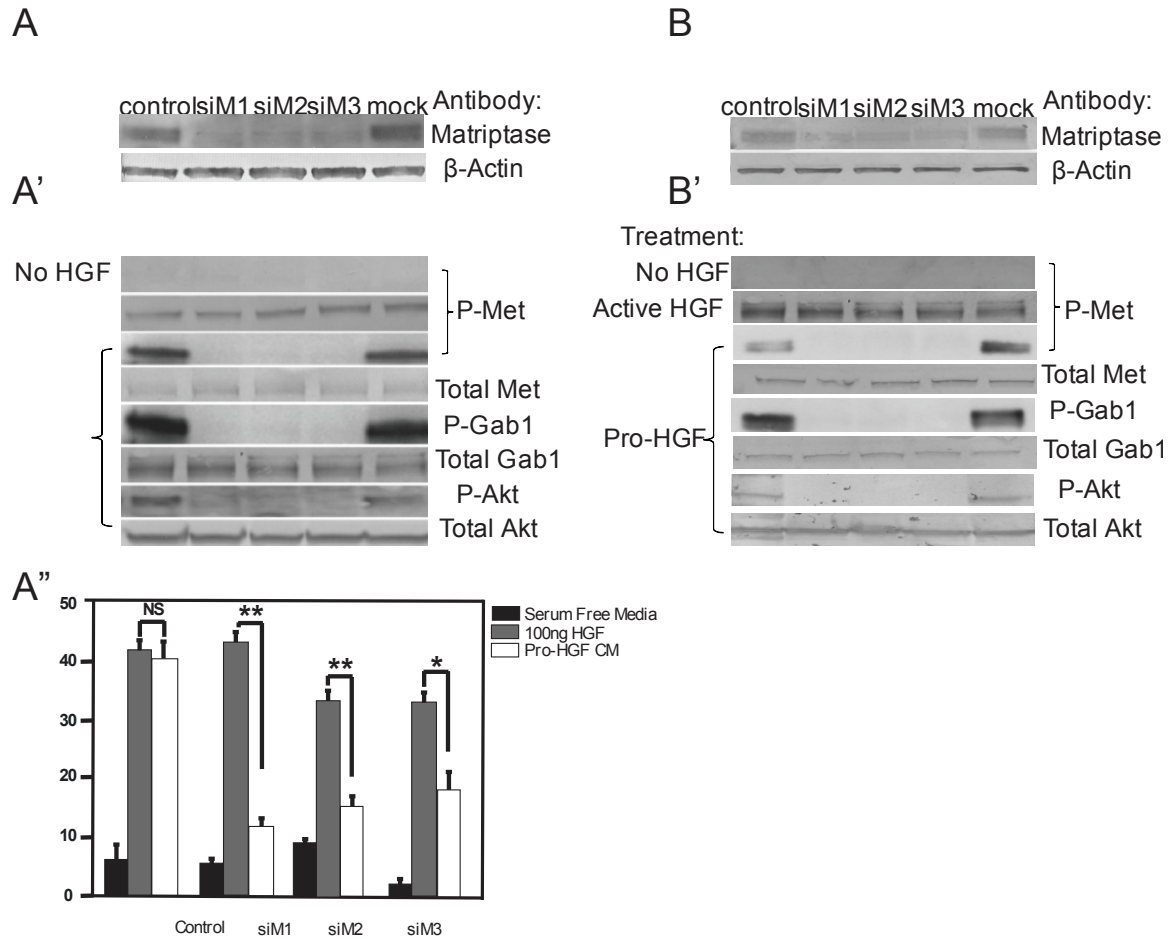 A
control siM1 siM2 siM3 mock Antibody:
Matriptase
β-Actin
A’
No HGF
P-Met
Total Met
P-Gab1
Total Gab1
P-Akt
Total Akt
B
control siM1 siM2 siM3 mock Antibody:
Matriptase
β-Actin
B’
Treatment:
No HGF
Active HGF
P-Met
Pro-HGF
Total Met
P-Gab1
Total Gab1
P-Akt
Total Akt
A”
50
40
30
20
10
0
NS
**
**
*
Serum Free Media
100ng HGF
Pro-HGF CM
Control siM1 siM2 siM3